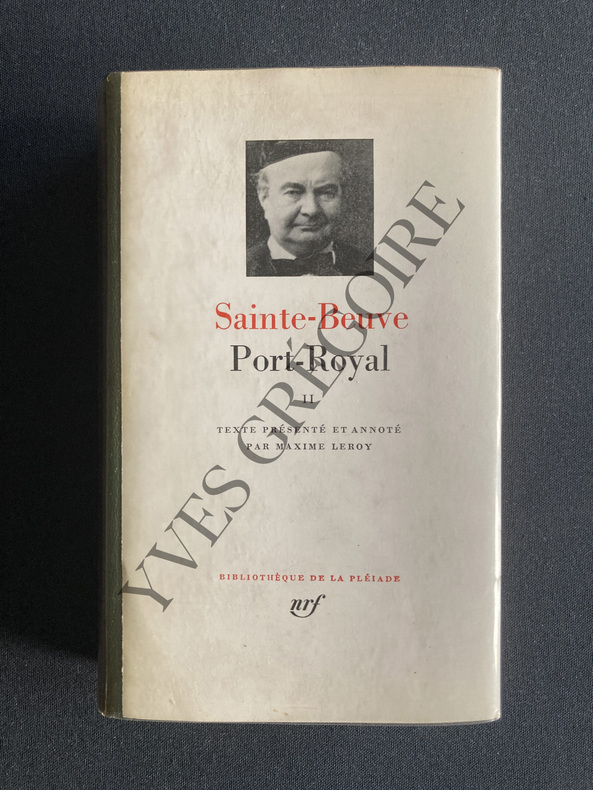 Sainte-Beuve
Port-Royal
II
TEXTE PRÉSENTÉ ET ANNOTÉ
PAR MAXIME LEROY
BIBLIOTHÈQUE DE LA PLÉIADE
nrf
YVES GRÉGOIRE